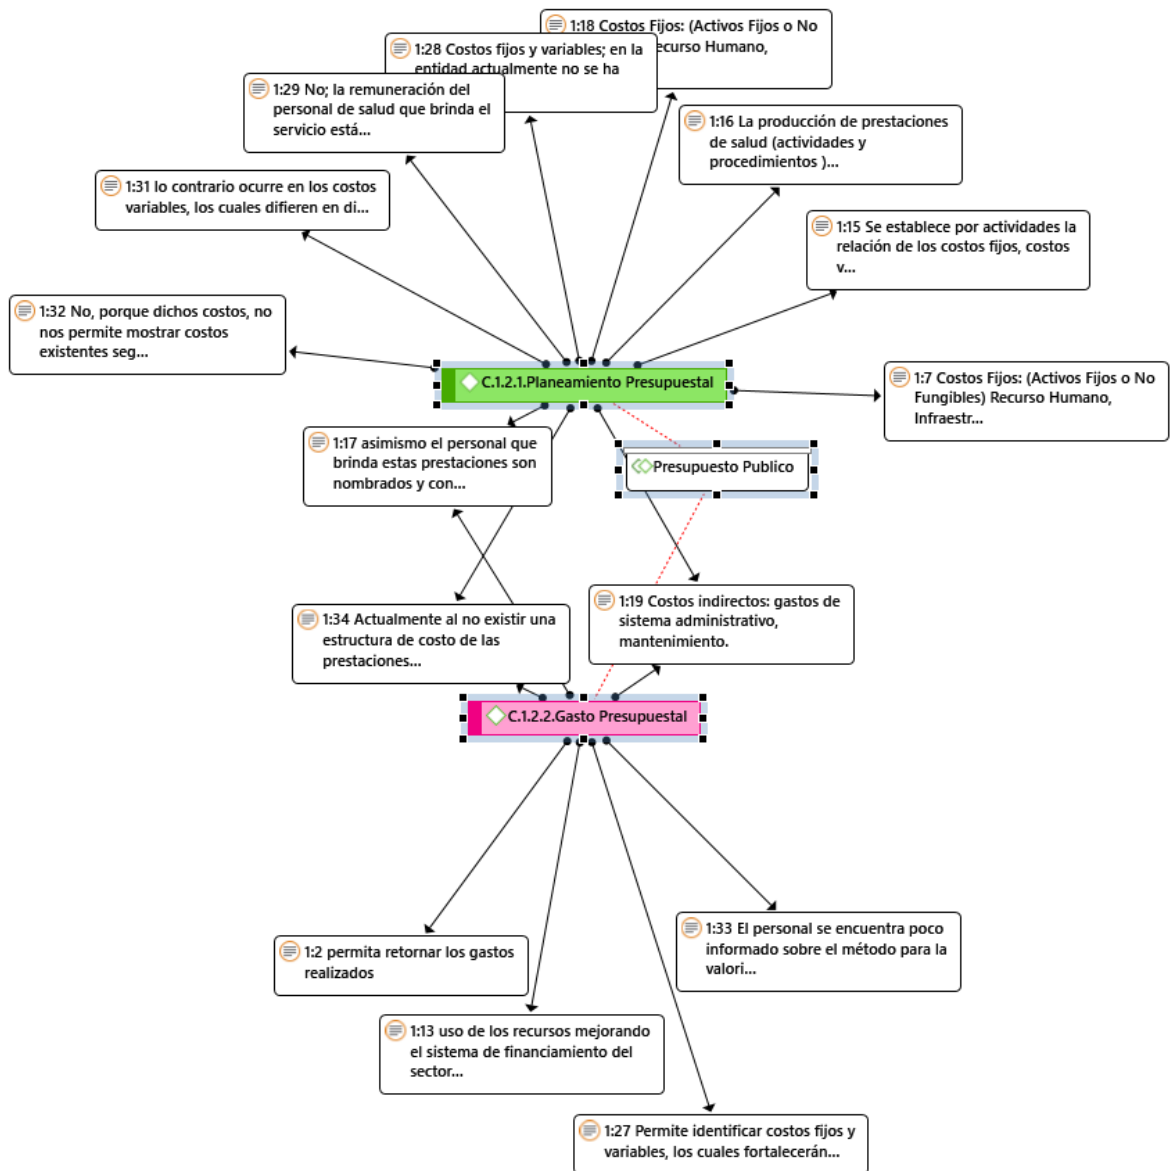 1:18 Costos Fijos: (Activos Fijos o No
ecurso Humano,
1:28 Costos fijos y variables; en la
entidad actualmente no se ha
1:29 No; la remuneración del
personal de salud que brinda el
servicio está...
1:16 La producción de prestaciones
de salud (actividades y
procedimientos )...
1:31 lo contrario ocurre en los costos
variables, los cuales difieren en di...
1:15 Se establece por actividades la
relación de los costos fijos, costos
v...
1:32 No, porque dichos costos, no
nos permite mostrar costos
existentes seg...
C.1.2.1.Planeamiento Presupuestal
1:7 Costos Fijos: (Activos Fijos o No
Fungibles) Recurso Humano,
Infraestr...
1:17 asimismo el personal que
brinda estas prestaciones son
nombrados y con...
Presupuesto Publico
1:19 Costos indirectos: gastos de
sistema administrativo,
mantenimiento.
1:34 Actualmente al no existir una
estructura de costo de las
prestaciones...
C.1.2.2.Gasto Presupuestal
1:33 El personal se encuentra poco
informado sobre el método para la
valori...
1:2 permita retornar los gastos
realizados
1:13 uso de los recursos mejorando
el sistema de financiamiento del
sector...
1:27 Permite identificar costos fijos y
variables, los cuales fortalecerán...